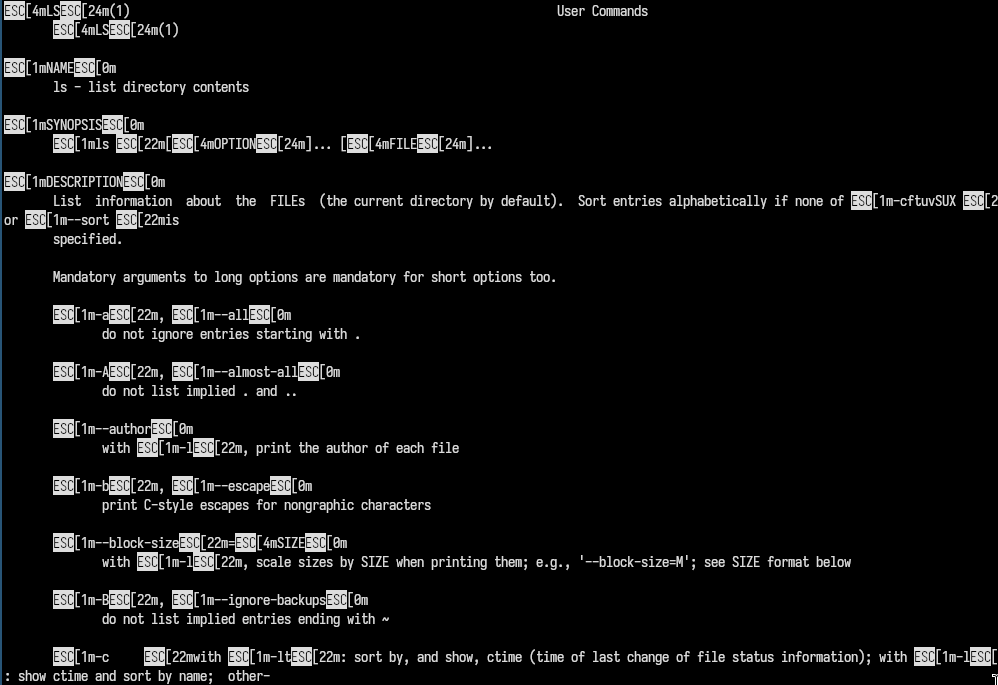 ESC[4mLSESC[24m(1) User Commands
ESC[4mLSESC[24m(1)
ESC[1mNAMEESC[0m
ls - list directory contents
ESC[1mSYNOPSISESC[0m
ESC[1mls ESC[22m[ESC[4mOPTIONESC[24m]... [ESC[4mFILEESC[24m]...
ESC[1mDESCRIPTIONESC[0m
List information about the FILEs (the current directory by default). Sort entries alphabetically if none of ESC[1m-cftuvSUX ESC[2
or ESC[1m--sort ESC[22mis
specified.
Mandatory arguments to long options are mandatory for short options too.
ESC[1m-aESC[22m, ESC[1m--allESC[0m
do not ignore entries starting with .
ESC[1m-AESC[22m, ESC[1m--almost-allESC[0m
do not list implied . and ..
ESC[1m--authorESC[0m
with ESC[1m-lESC[22m, print the author of each file
ESC[1m-bESC[22m, ESC[1m--escapeESC[0m
print C-style escapes for nongraphic characters
ESC[1m--block-sizeESC[22m=ESC[4mSIZEESC[0m
with ESC[1m-lESC[22m, scale sizes by SIZE when printing them; e.g., '--block-size=M'; see SIZE format below
ESC[1m-BESC[22m, ESC[1m--ignore-backupsESC[0m
do not list implied entries ending with ~
ESC[1m-c ESC[22mwith ESC[1m-ltESC[22m: sort by, and show, ctime (time of last change of file status information); with ESC[1m-lESC[
: show ctime and sort by name; other-